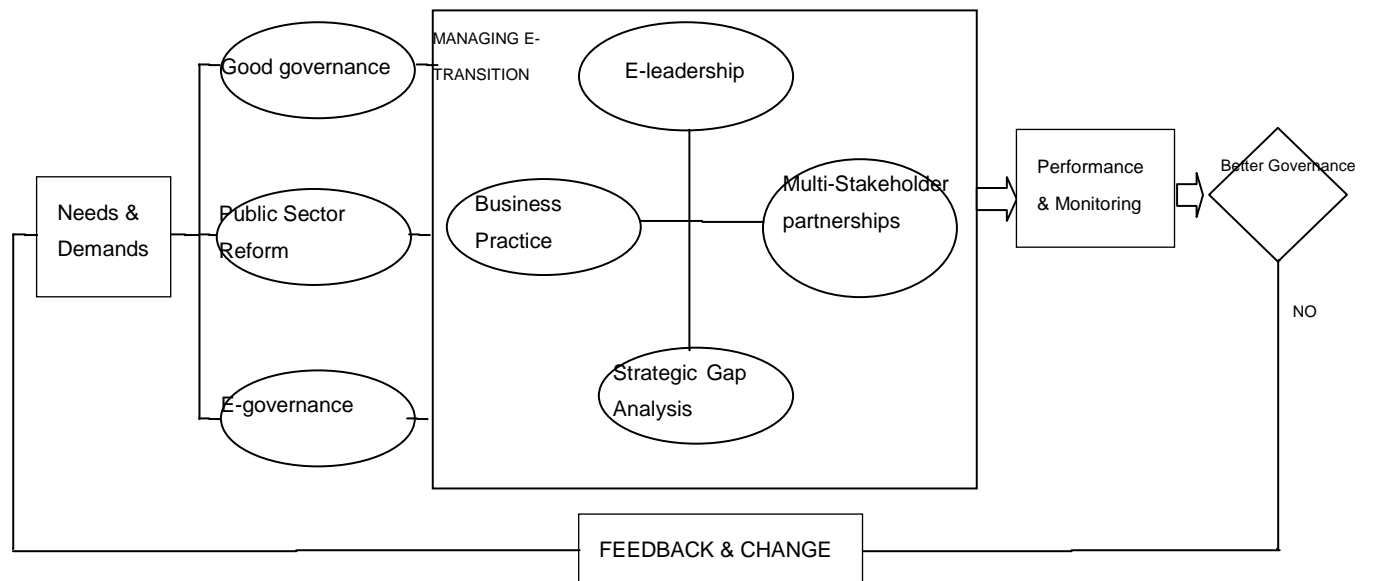 MANAGING E-
TRANSITION
Good governance
E-leadership
Needs &
Demands
Public Sector
Reform
Business
Practice
Multi-Stakeholder
partnerships
Performance
& Monitoring
Better Governance
E-governance
Strategic Gap
Analysis
NO
FEEDBACK & CHANGE